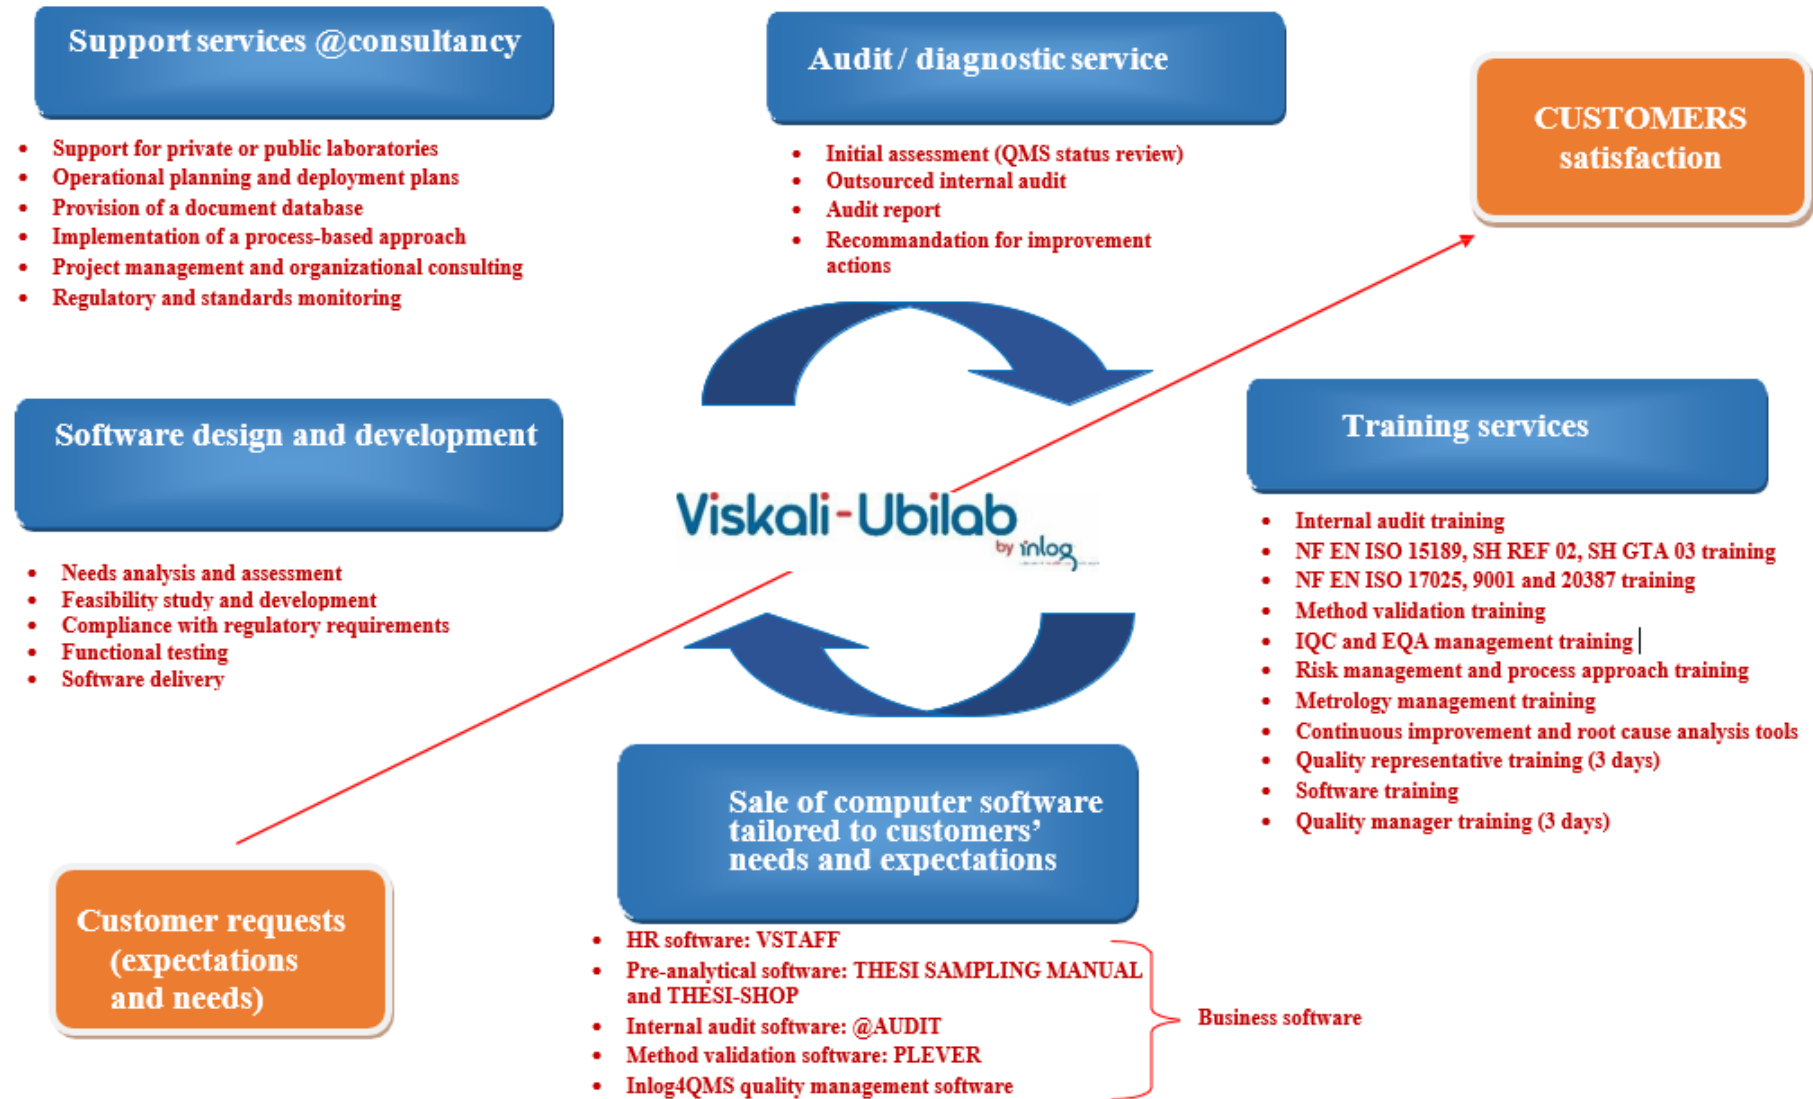 Support services @consultancy
• Support for private or public laboratories
• Operational planning and deployment plans
• Provision of a document database
• Implementation of a process-based approach
• Project management and organizational consulting
• Regulatory and standards monitoring
Audit / diagnostic service
• Initial assessment (QMS status review)
• Outsourced internal audit
• Audit report
• Recommandation for improvement
actions
CUSTOMERS
satisfaction
Software design and development
• Needs analysis and assessment
• Feasibility study and development
• Compliance with regulatory requirements
• Functional testing
• Software delivery
Viskali-Ubilab
by inlog
Training services
• Internal audit training
• NF EN ISO 15189, SH REF 02, SH GTA 03 training
• NF EN ISO 17025, 9001 and 20387 training
• Method validation training
• IQC and EQA management training
• Risk management and process approach training
• Metrology management training
• Continuous improvement and root cause analysis tools
• Quality representative training (3 days)
• Software training
• Quality manager training (3 days)
Customer requests
(expectations
and needs)
Sale of computer software
tailored to customers’
needs and expectations
• HR software: VSTAFF
• Pre-analytical software: THESI SAMPLING MANUAL
and THESI-SHOP
• Internal audit software: @AUDIT
• Method validation software: PLEVER
• Inlog4QMS quality management software
Business software